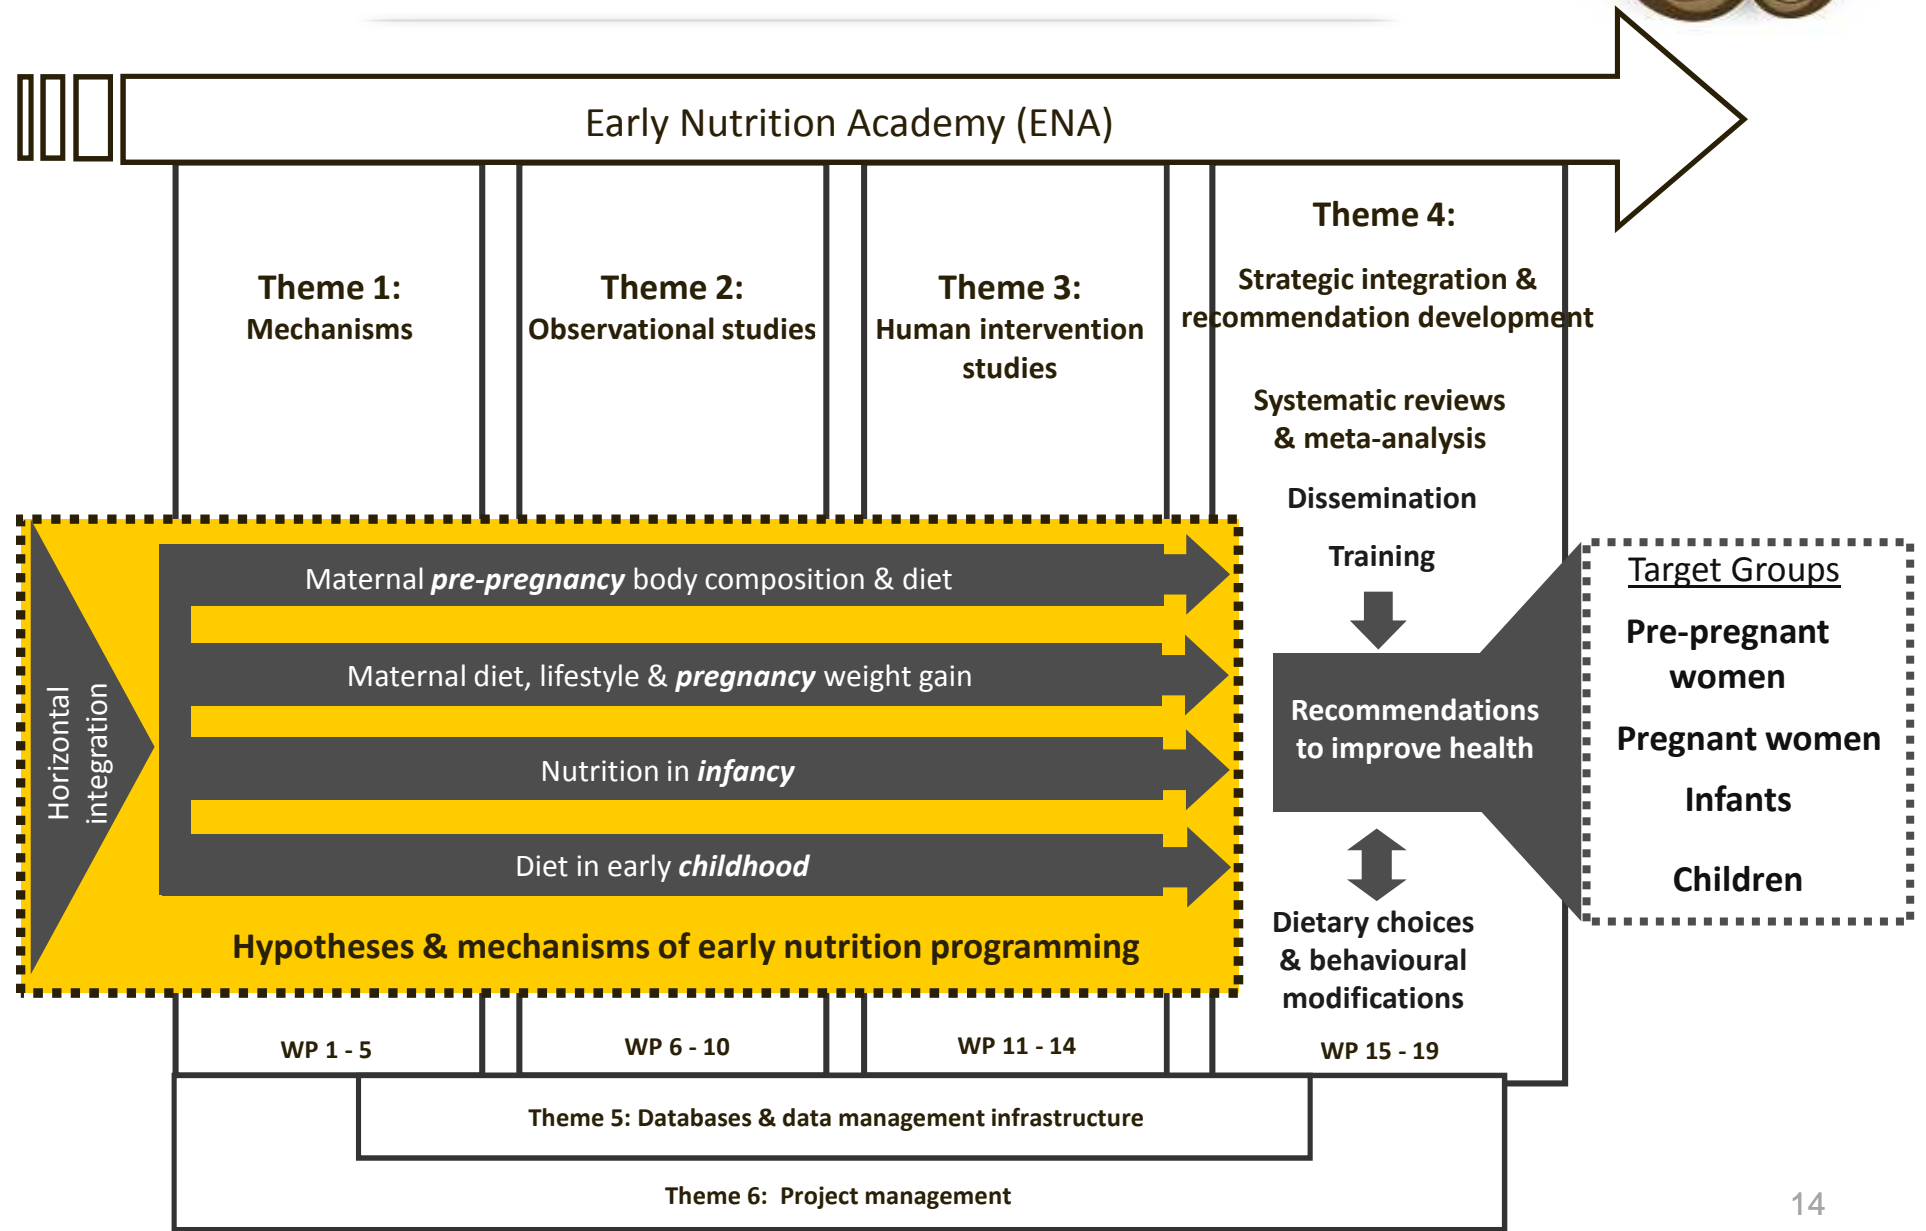 Early Nutrition Academy (ENA)
Theme 1:
Mechanisms
Theme 2:
Observational studies
Theme 3:
Human intervention
studies
Theme 4:
Strategic integration &
recommendation development
Systematic reviews
& meta-analysis
Dissemination
Training
Horizontal
integration
Maternal pre-pregnancy body composition & diet
Maternal diet, lifestyle & pregnancy weight gain
Nutrition in infancy
Diet in early childhood
Hypotheses & mechanisms of early nutrition programming
Recommendations
to improve health
Dietary choices
& behavioural
modifications
Target Groups
Pre-pregnant
women
Pregnant women
Infants
Children
WP 1 - 5
WP 6 - 10
WP 11 - 14
WP 15 - 19
Theme 5: Databases & data management infrastructure
Theme 6: Project management
14